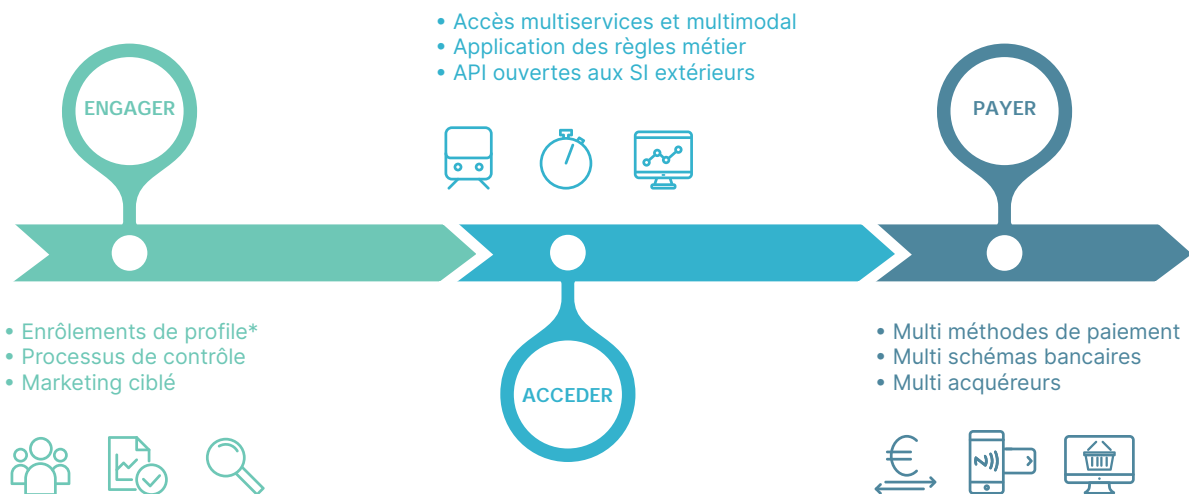 • Accès multiservices et multimodal
• Application des règles métier
• API ouvertes aux SI extérieurs
ENGAGER
PAYER
• Enrôlements de profile*
• Processus de contrôle
• Marketing ciblé
ACCEDER
• Multi méthodes de paiement
• Multi schémas bancaires
• Multi acquéreurs